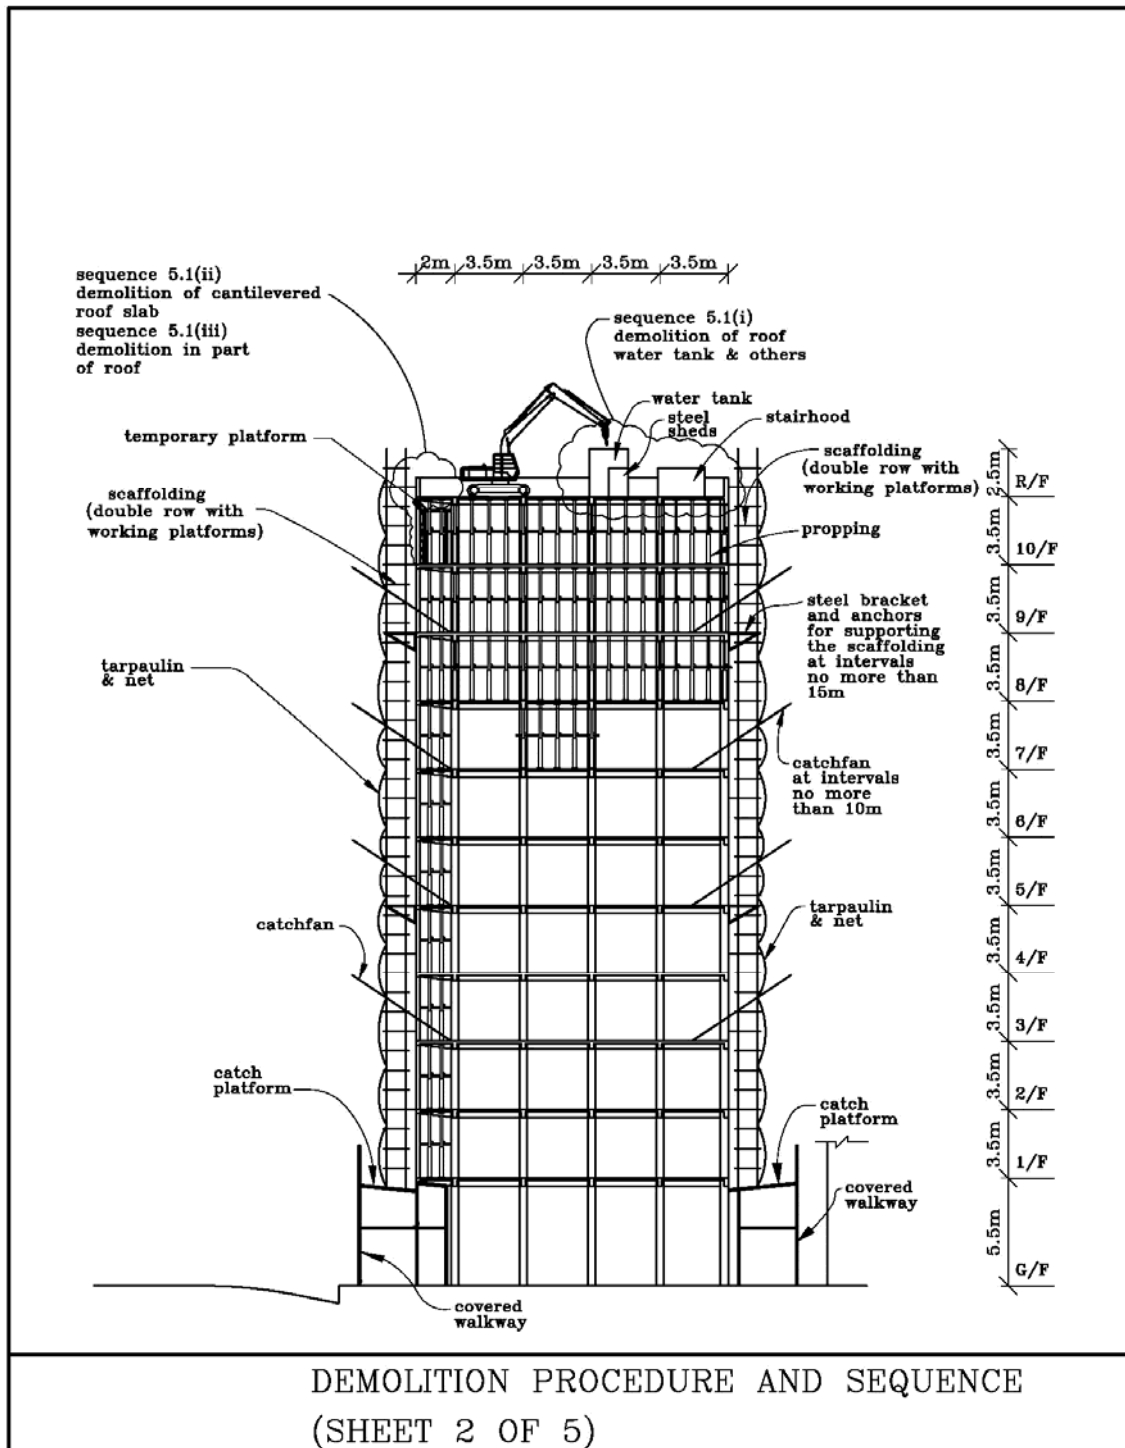 2m 3.5m 3.5m 3.5m 3.5m
sequence 5.1(ii)
demolition of cantilevered
roof slab
sequence 5.1(iii)
demolition in part
of roof
sequence 5.1(i)
demolition of roof
water tank & others
water tank
steel
sheds
stairhood
temporary platform
scaffolding
(double row with
working platforms)
scaffolding
(double row with
working platforms)
propping
steel bracket
and anchors
for supporting
the scaffolding
at intervals
no more than
15m
tarpaulin
& net
catchfan
at intervals
no more
than 10m
tarpaulin
& net
catchfan
catch
platform
catch
platform
covered
walkway
covered
walkway
2.5m R/F
3.5m 10/F
3.5m 9/F
3.5m 8/F
3.5m 7/F
3.5m 6/F
3.5m 5/F
3.5m 4/F
3.5m 3/F
3.5m 2/F
3.5m 1/F
5.5m G/F
DEMOLITION PROCEDURE AND SEQUENCE
(SHEET 2 OF 5)